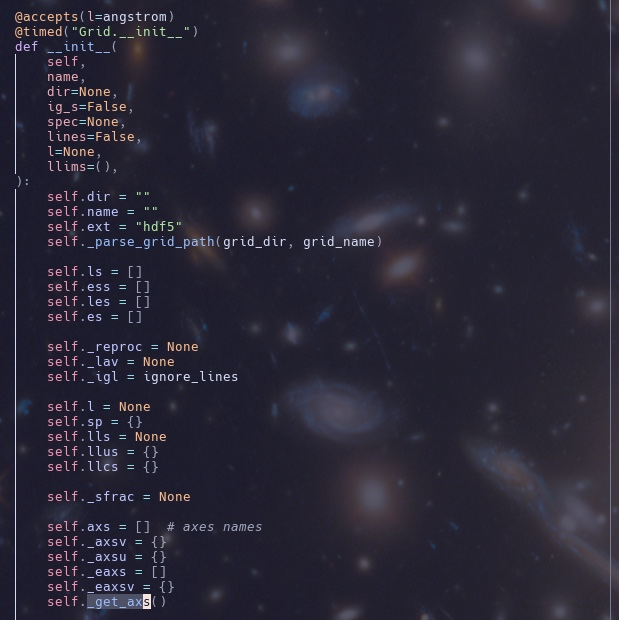 @accepts(l=angstrom)
@timed("Grid.__init__")
def __init__(
    self,
    name,
    dir=None,
    ig_s=False,
    spec=None,
    lines=False,
    l=None,
    llims=(),
):
    self.dir = ""
    self.name = ""
    self.ext = "hdf5"
    self._parse_grid_path(grid_dir, grid_name)

    self.ls = []
    self.ess = []
    self.les = []
    self.es = []

    self._reproc = None
    self._lav = None
    self._igl = ignore_lines

    self.l = None
    self.sp = {}
    self.lls = None
    self.llus = {}
    self.llcs = {}

    self._sfrac = None

    self.axs = []  # axes names
    self._axsv = {}
    self._axsu = {}
    self._eaxs = []
    self._eaxsv = {}
    self._get_axs()